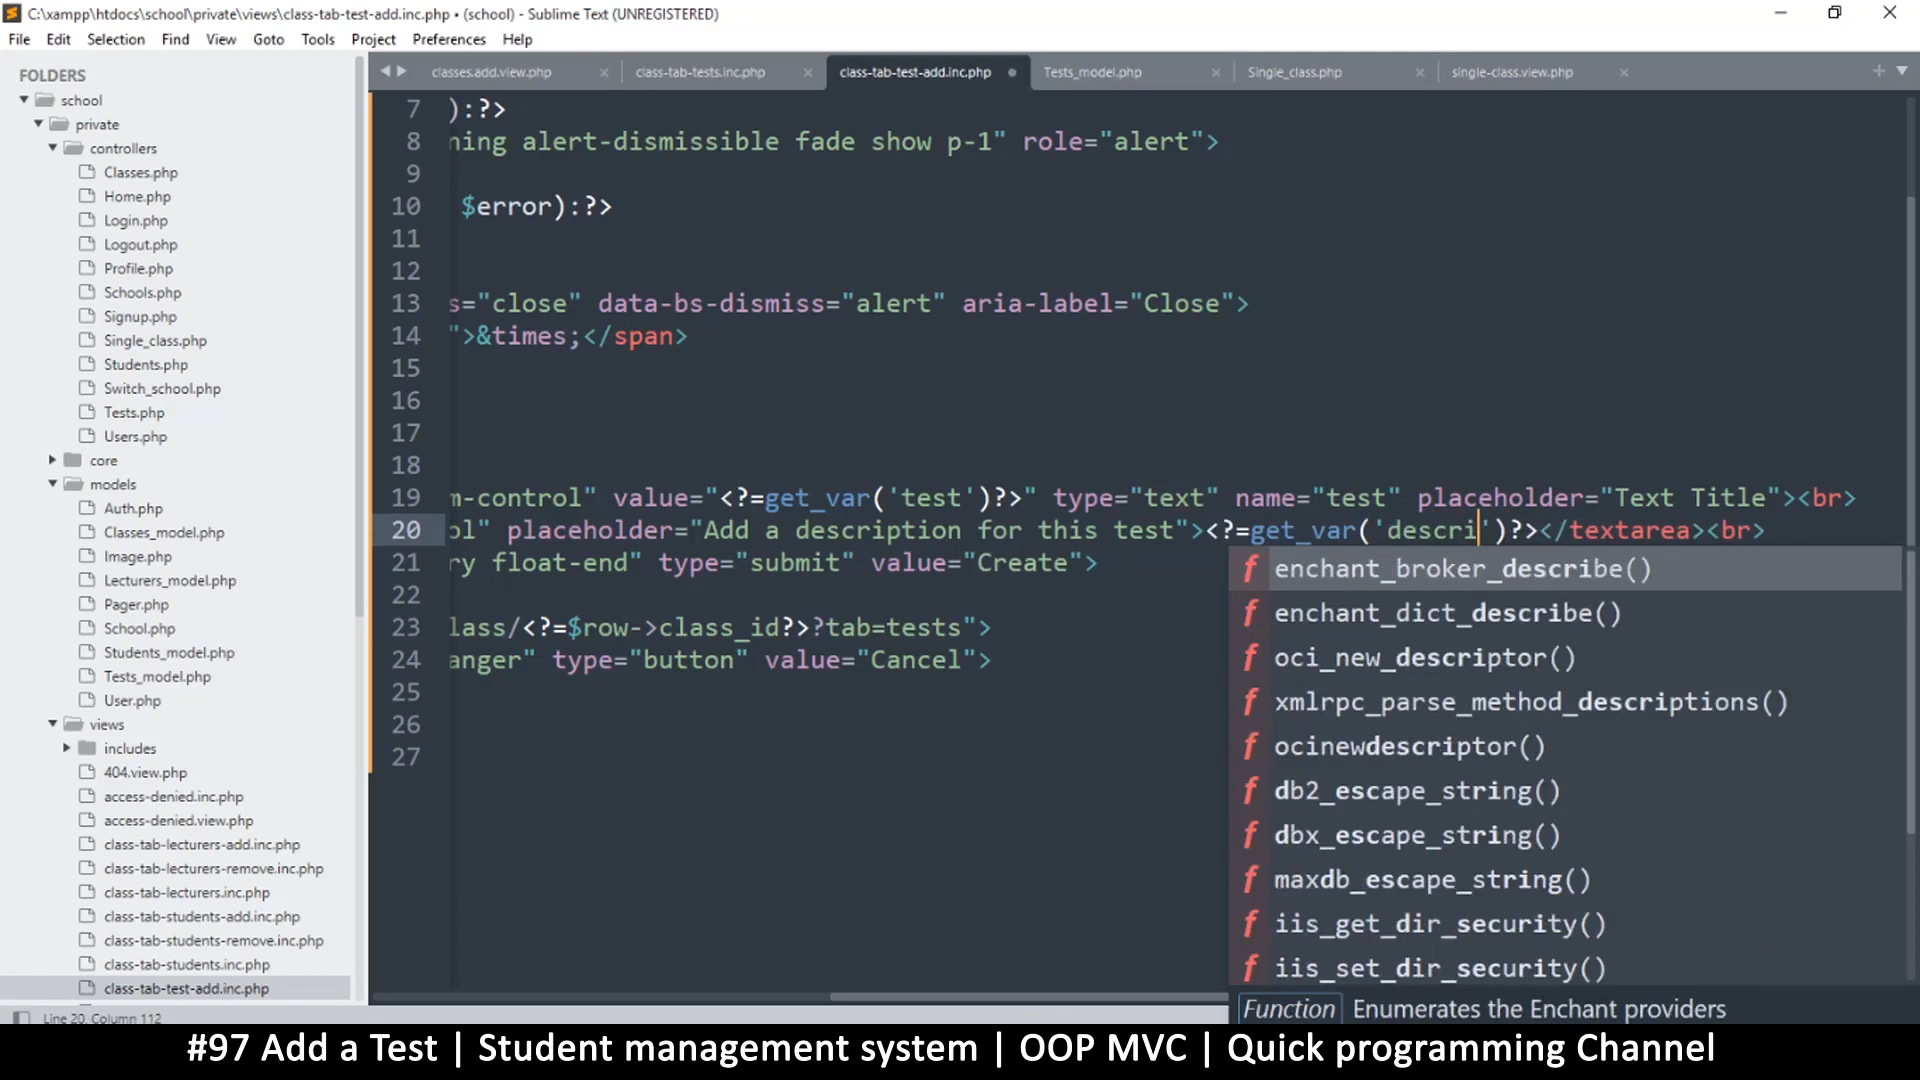 C:\xampp\htdocs\school\private\views\class-tab-test-add.inc.php • (school) - Sublime Text (UNREGISTERED)
File Edit Selection Find View Goto Tools Project Preferences Help
FOLDERS
school
private
controllers
Classes.php
Home.php
Login.php
Logout.php
Profile.php
Schools.php
Signup.php
Single_class.php
Students.php
Switch_school.php
Tests.php
Users.php
core
models
Auth.php
Classes_model.php
Image.php
Lecturers_model.php
Pager.php
School.php
Students_model.php
Tests_model.php
User.php
views
includes
404.view.php
access-denied.inc.php
access-denied.view.php
class-tab-lecturers-add.inc.php
class-tab-lecturers-remove.inc.php
class-tab-lecturers.inc.php
class-tab-students-add.inc.php
class-tab-students-remove.inc.php
class-tab-students.inc.php
class-tab-test-add.inc.php
classes.add.view.php class-tab-tests.inc.php class-tab-test-add.inc.php Tests_model.php Single_class.php single-class.view.php
7 ):?>
8 ning alert-dismissible fade show p-1" role="alert">
9
10 $error):?>
11
12
13 s="close" data-bs-dismiss="alert" aria-label="Close">
14 ">&times;</span>
15
16
17
18
19 m-control" value="<?=get_var('test')?>" type="text" name="test" placeholder="Text Title"><br>
20 ol" placeholder="Add a description for this test"><?=get_var('descri')?></textarea><br>
21 ry float-end" type="submit" value="Create">
22
23 lass/<?=$row->class_id?>?tab=tests">
24 anger" type="button" value="Cancel">
25
26
27
f enchant_broker_describe()
f enchant_dict_describe()
f oci_new_descriptor()
f xmlrpc_parse_method_descriptions()
f ocinewdescriptor()
f db2_escape_string()
f dbx_escape_string()
f maxdb_escape_string()
f iis_get_dir_security()
f iis_set_dir_security()
Function Enumerates the Enchant providers
Line 20, Column 112
#97 Add a Test | Student management system | OOP MVC | Quick programming Channel